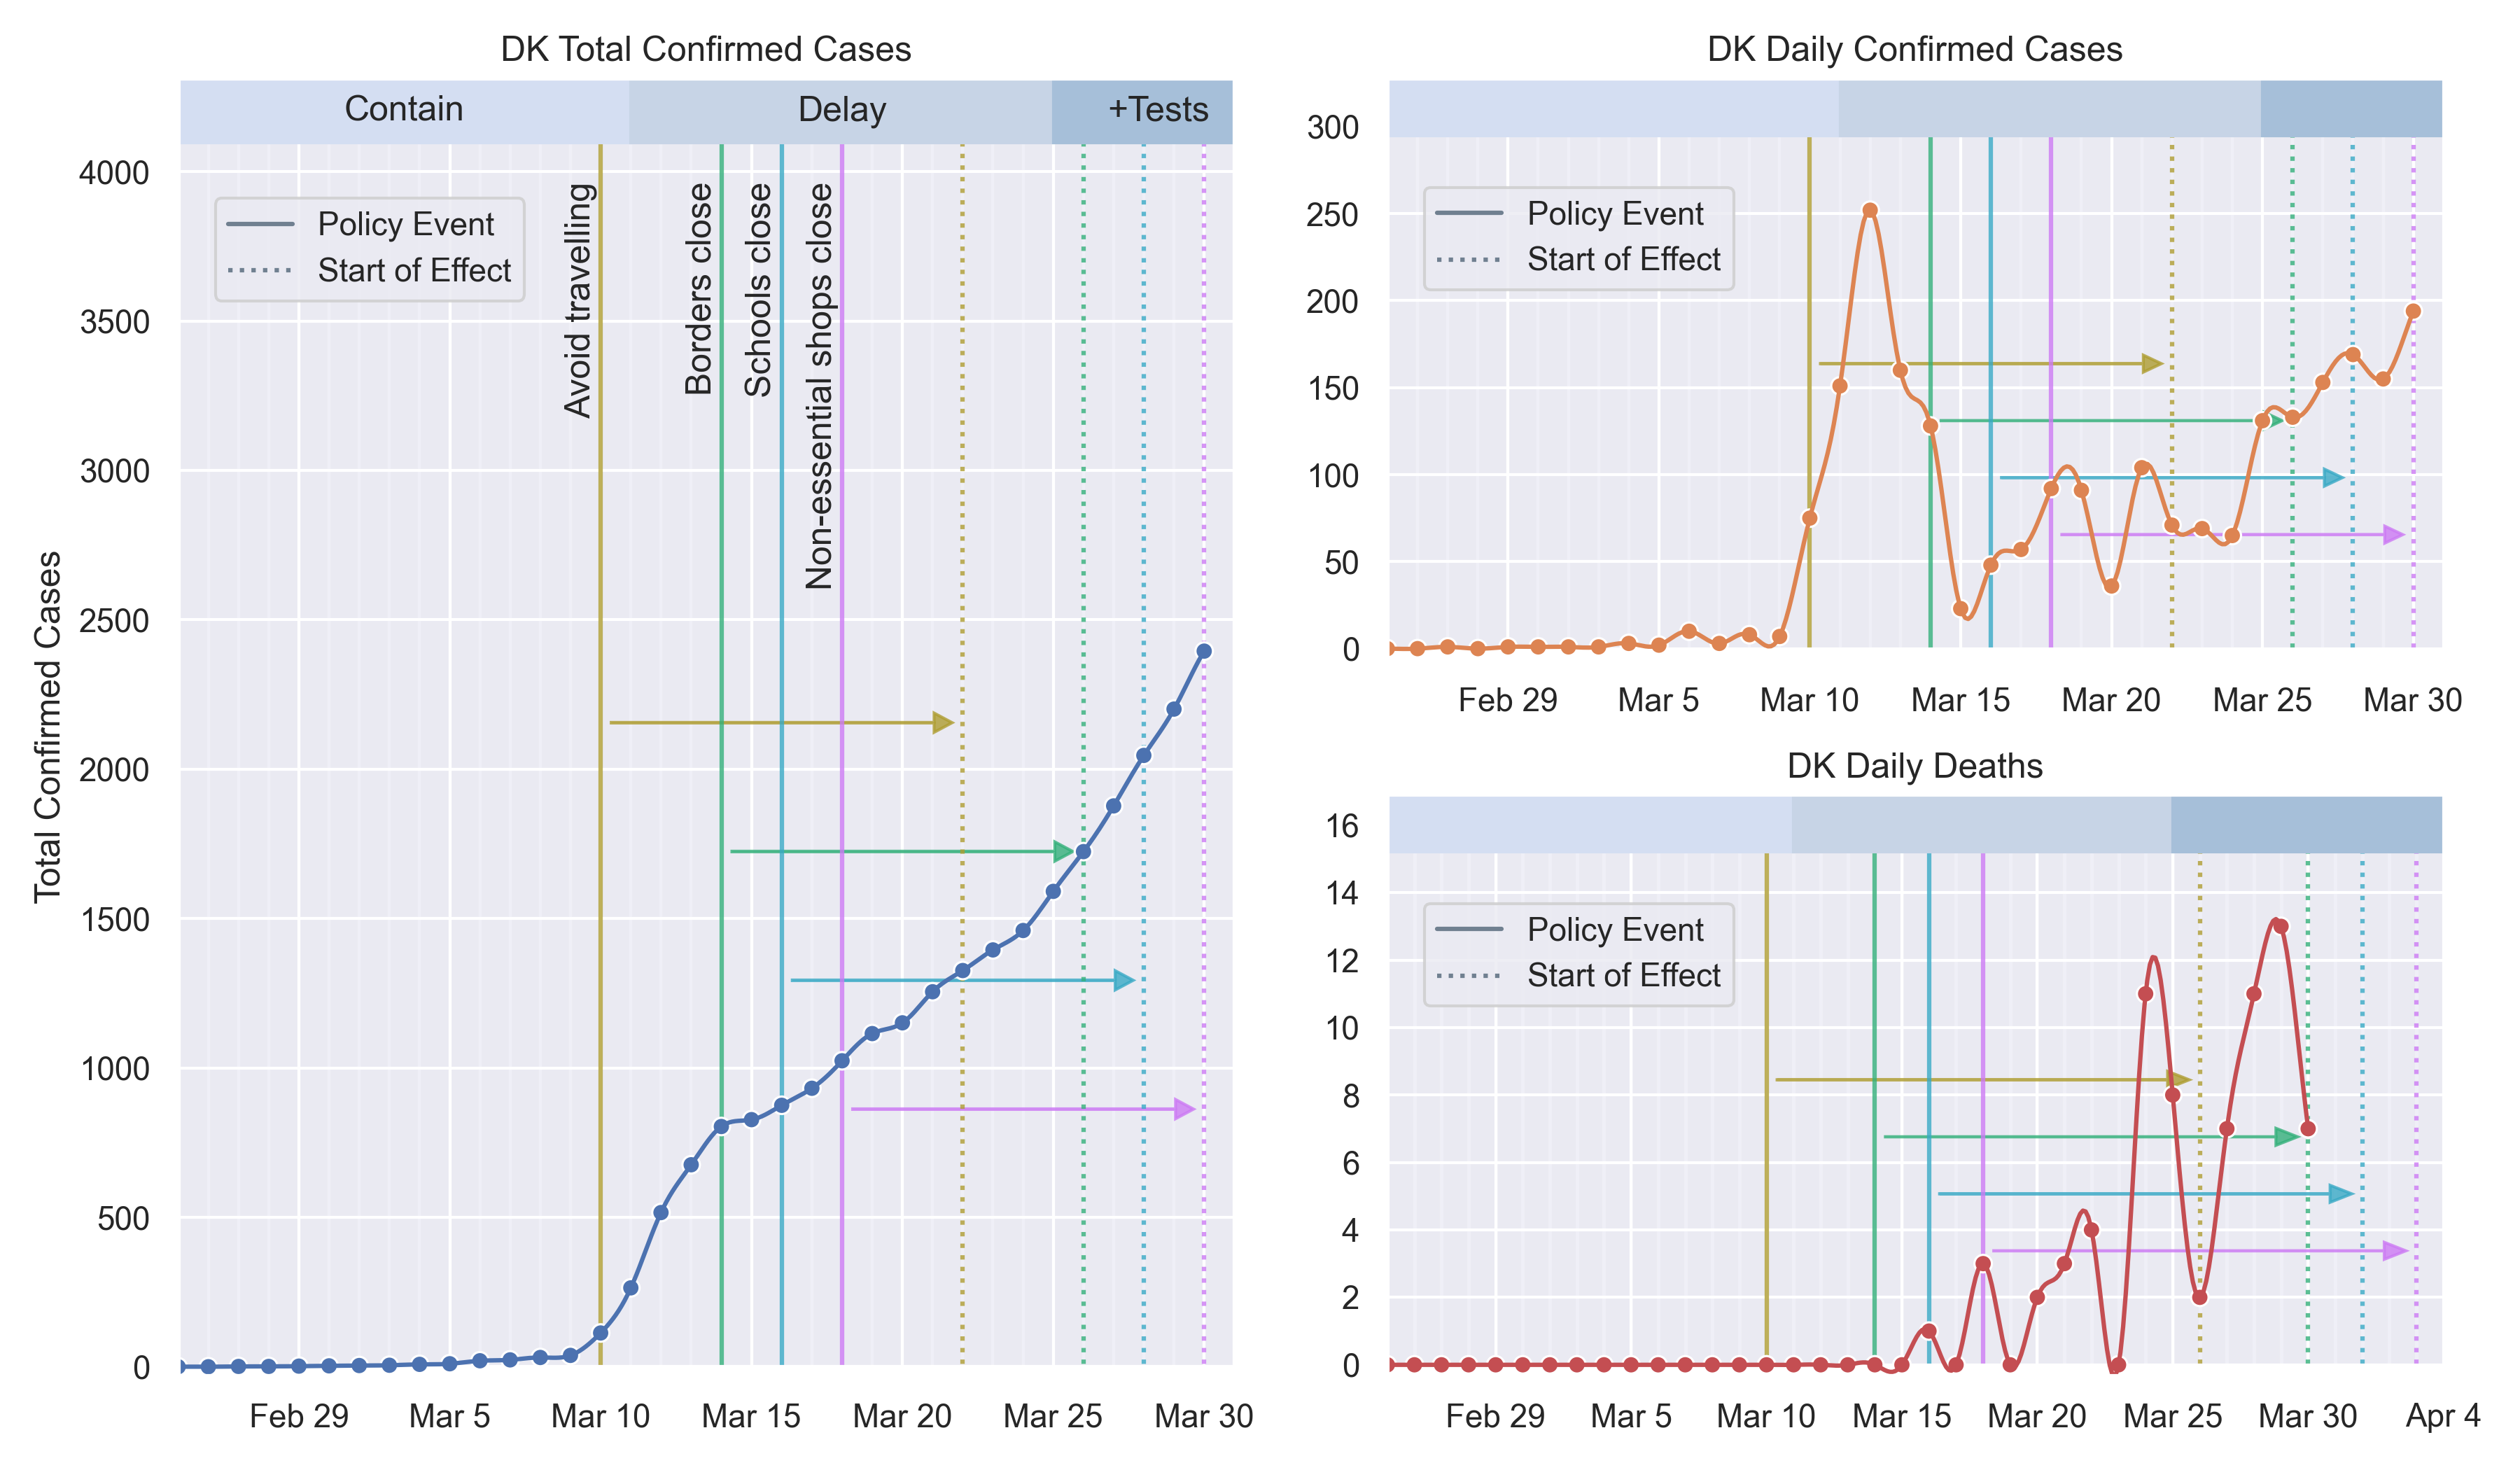 DK Total Confirmed Cases
Contain
Delay
+Tests
Total Confirmed Cases
4000
3500
3000
2500
2000
1500
1000
500
0
Policy Event
Start of Effect
Avoid travelling
Borders close
Schools close
Non-essential shops close
Feb 29
Mar 5
Mar 10
Mar 15
Mar 20
Mar 25
Mar 30
DK Daily Confirmed Cases
300
250
200
150
100
50
0
Policy Event
Start of Effect
Feb 29
Mar 5
Mar 10
Mar 15
Mar 20
Mar 25
Mar 30
DK Daily Deaths
16
14
12
10
8
6
4
2
0
Policy Event
Start of Effect
Feb 29
Mar 5
Mar 10
Mar 15
Mar 20
Mar 25
Mar 30
Apr 4